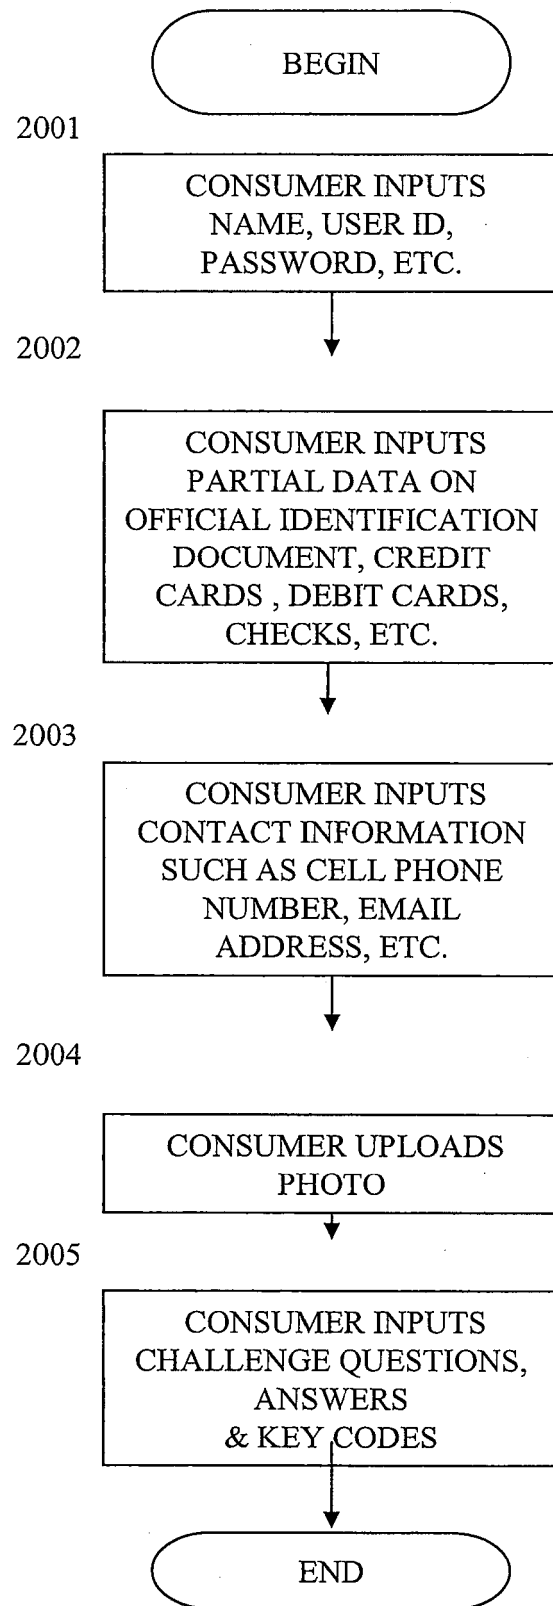 BEGIN
2001
CONSUMER INPUTS
NAME, USER ID,
PASSWORD, ETC.
2002
CONSUMER INPUTS
PARTIAL DATA ON
OFFICIAL IDENTIFICATION
DOCUMENT, CREDIT
CARDS , DEBIT CARDS,
CHECKS, ETC.
2003
CONSUMER INPUTS
CONTACT INFORMATION
SUCH AS CELL PHONE
NUMBER, EMAIL
ADDRESS, ETC.
2004
CONSUMER UPLOADS
PHOTO
2005
CONSUMER INPUTS
CHALLENGE QUESTIONS,
ANSWERS
& KEY CODES
END